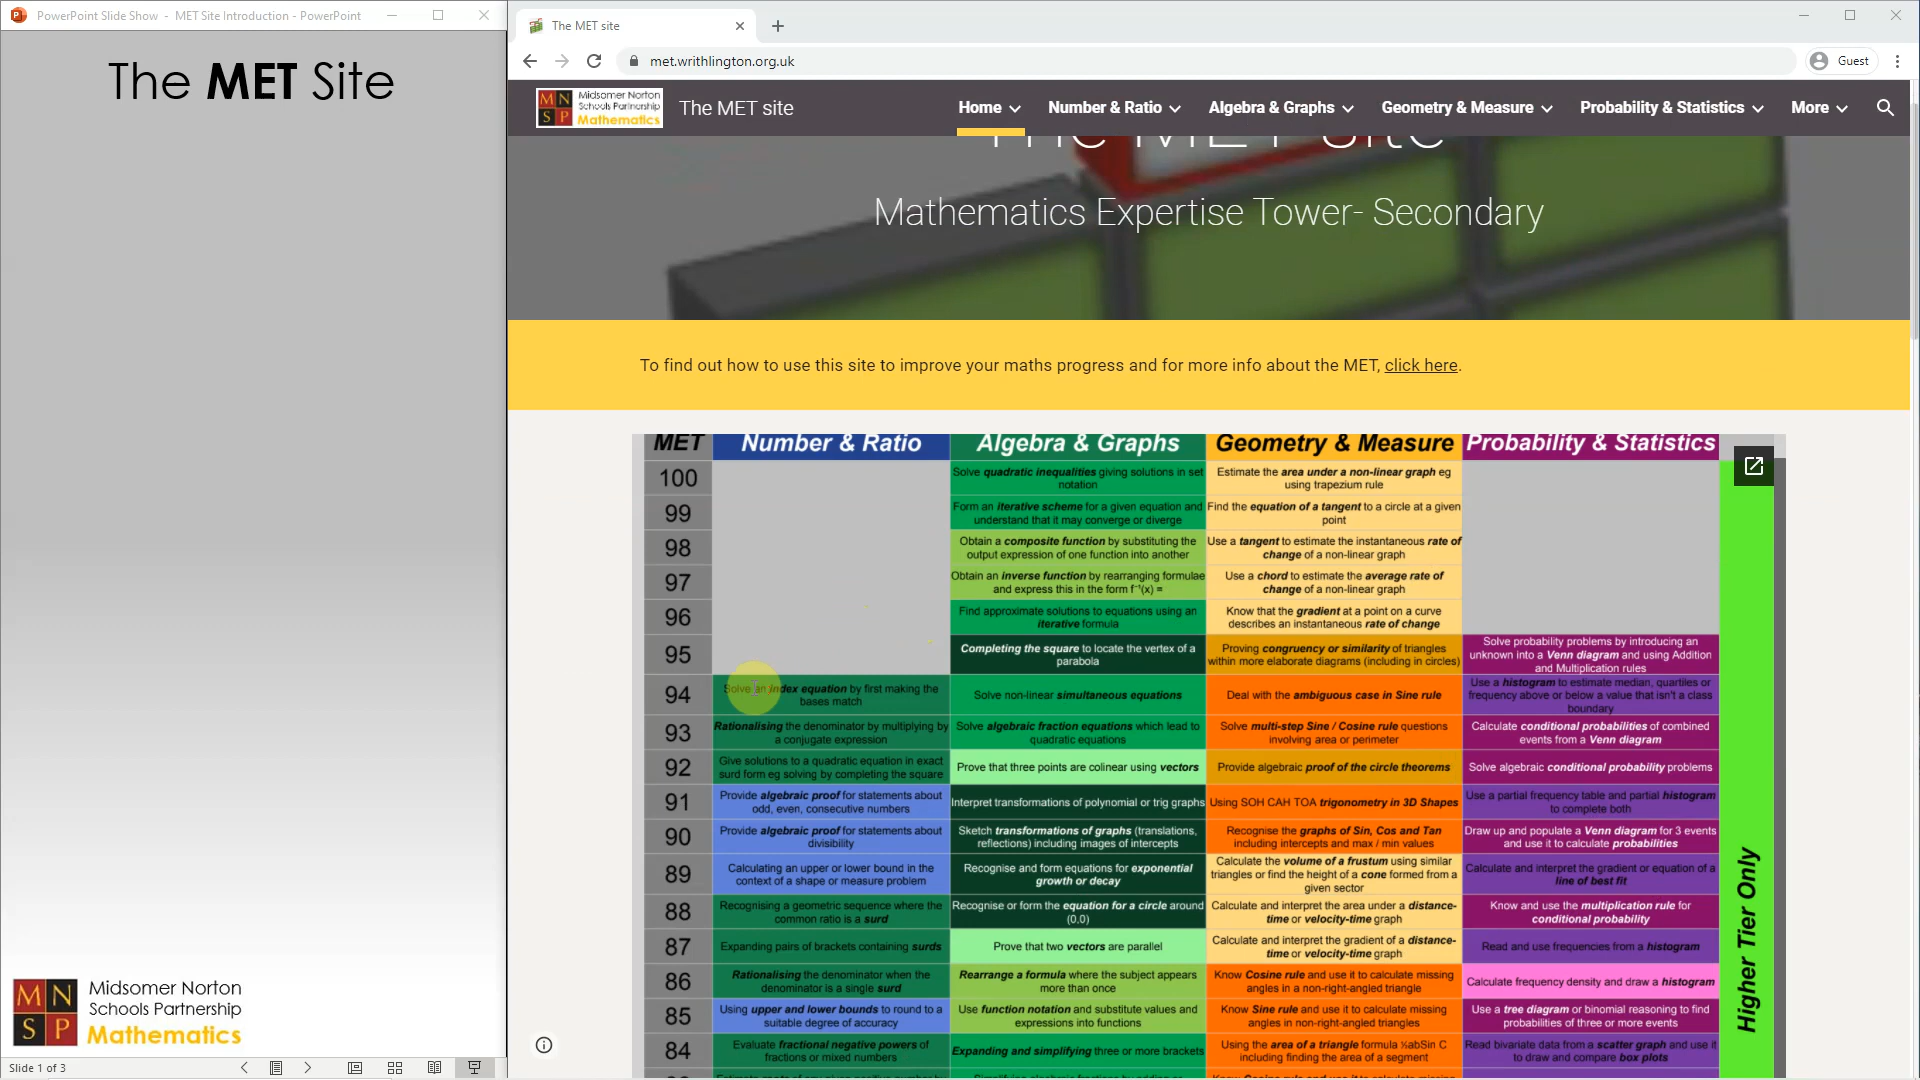 PowerPoint Slide Show - MET Site Introduction - PowerPoint
The MET Site
The MET site
met.writhlington.org.uk
Guest
MNSP
Midsomer Norton
Schools Partnership
Mathematics
The MET site
Home
Number & Ratio
Algebra & Graphs
Geometry & Measure
Probability & Statistics
More
Mathematics Expertise Tower- Secondary
To find out how to use this site to improve your maths progress and for more info about the MET, click here.
MET Number & Ratio Algebra & Graphs Geometry & Measure Probability & Statistics
100
Solve quadratic inequalities giving solutions in set
notation
Estimate the area under a non-linear graph eg
using trapezium rule
99
Form an iterative scheme for a given equation and
understand that it may converge or diverge
Find the equation of a tangent to a circle at a given
point
98
Obtain a composite function by substituting the
output expression of one function into another
Use a tangent to estimate the instantaneous rate of
change of a non-linear graph
97
Obtain an inverse function by rearranging formulae
and express this in the form f⁻¹(x) =
Use a chord to estimate the average rate of
change of a non-linear graph
96
Find approximate solutions to equations using an
iterative formula
Know that the gradient at a point on a curve
describes an instantaneous rate of change
95
Completing the square to locate the vertex of a
parabola
Proving congruency or similarity of triangles
within more elaborate diagrams (including in circles)
Solve probability problems by introducing an
unknown into a Venn diagram and using Addition
and Multiplication rules
94
Solve an index equation by first making the
bases match
Solve non-linear simultaneous equations
Deal with the ambiguous case in Sine rule
Use a histogram to estimate median, quartiles or
frequency above or below a value that isn't a class
boundary
93
Rationalising the denominator by multiplying by
a conjugate expression
Solve algebraic fraction equations which lead to
quadratic equations
Solve multi-step Sine / Cosine rule questions
involving area or perimeter
Calculate conditional probabilities of combined
events from a Venn diagram
92
Give solutions to a quadratic equation in exact
surd form eg solving by completing the square
Prove that three points are colinear using vectors
Provide algebraic proof of the circle theorems
Solve algebraic conditional probability problems
91
Provide algebraic proof for statements about
odd, even, consecutive numbers
Interpret transformations of polynomial or trig graphs
Using SOH CAH TOA trigonometry in 3D Shapes
Use a partial frequency table and partial histogram
to complete both
90
Provide algebraic proof for statements about
divisibility
Sketch transformations of graphs (translations,
reflections) including images of intercepts
Recognise the graphs of Sin, Cos and Tan
including intercepts and max / min values
Draw up and populate a Venn diagram for 3 events
and use it to calculate probabilities
89
Calculating an upper or lower bound in the
context of a shape or measure problem
Recognise and form equations for exponential
growth or decay
Calculate the volume of a frustum using similar
triangles or find the height of a cone formed from a
given sector
Calculate and interpret the gradient or equation of a
line of best fit
88
Recognising a geometric sequence where the
common ratio is a surd
Recognise or form the equation for a circle around
(0,0)
Calculate and interpret the area under a distance-
time or velocity-time graph
Know and use the multiplication rule for
conditional probability
87
Expanding pairs of brackets containing surds
Prove that two vectors are parallel
Calculate and interpret the gradient of a distance-
time or velocity-time graph
Read and use frequencies from a histogram
86
Rationalising the denominator when the
denominator is a single surd
Rearrange a formula where the subject appears
more than once
Know Cosine rule and use it to calculate missing
angles in a non-right-angled triangle
Calculate frequency density and draw a histogram
85
Using upper and lower bounds to round to a
suitable degree of accuracy
Use function notation and substitute values and
expressions into functions
Know Sine rule and use it to calculate missing
angles in non-right-angled triangles
Use a tree diagram or binomial reasoning to find
probabilities of three or more events
84
Evaluate fractional negative powers of
fractions or mixed numbers
Expanding and simplifying three or more brackets
Using the area of a triangle formula ½abSin C
including finding the area of a segment
Read bivariate data from a scatter graph and use it
to draw and compare box plots
Higher Tier Only
MNSP
Midsomer Norton
Schools Partnership
Mathematics
Slide 1 of 3